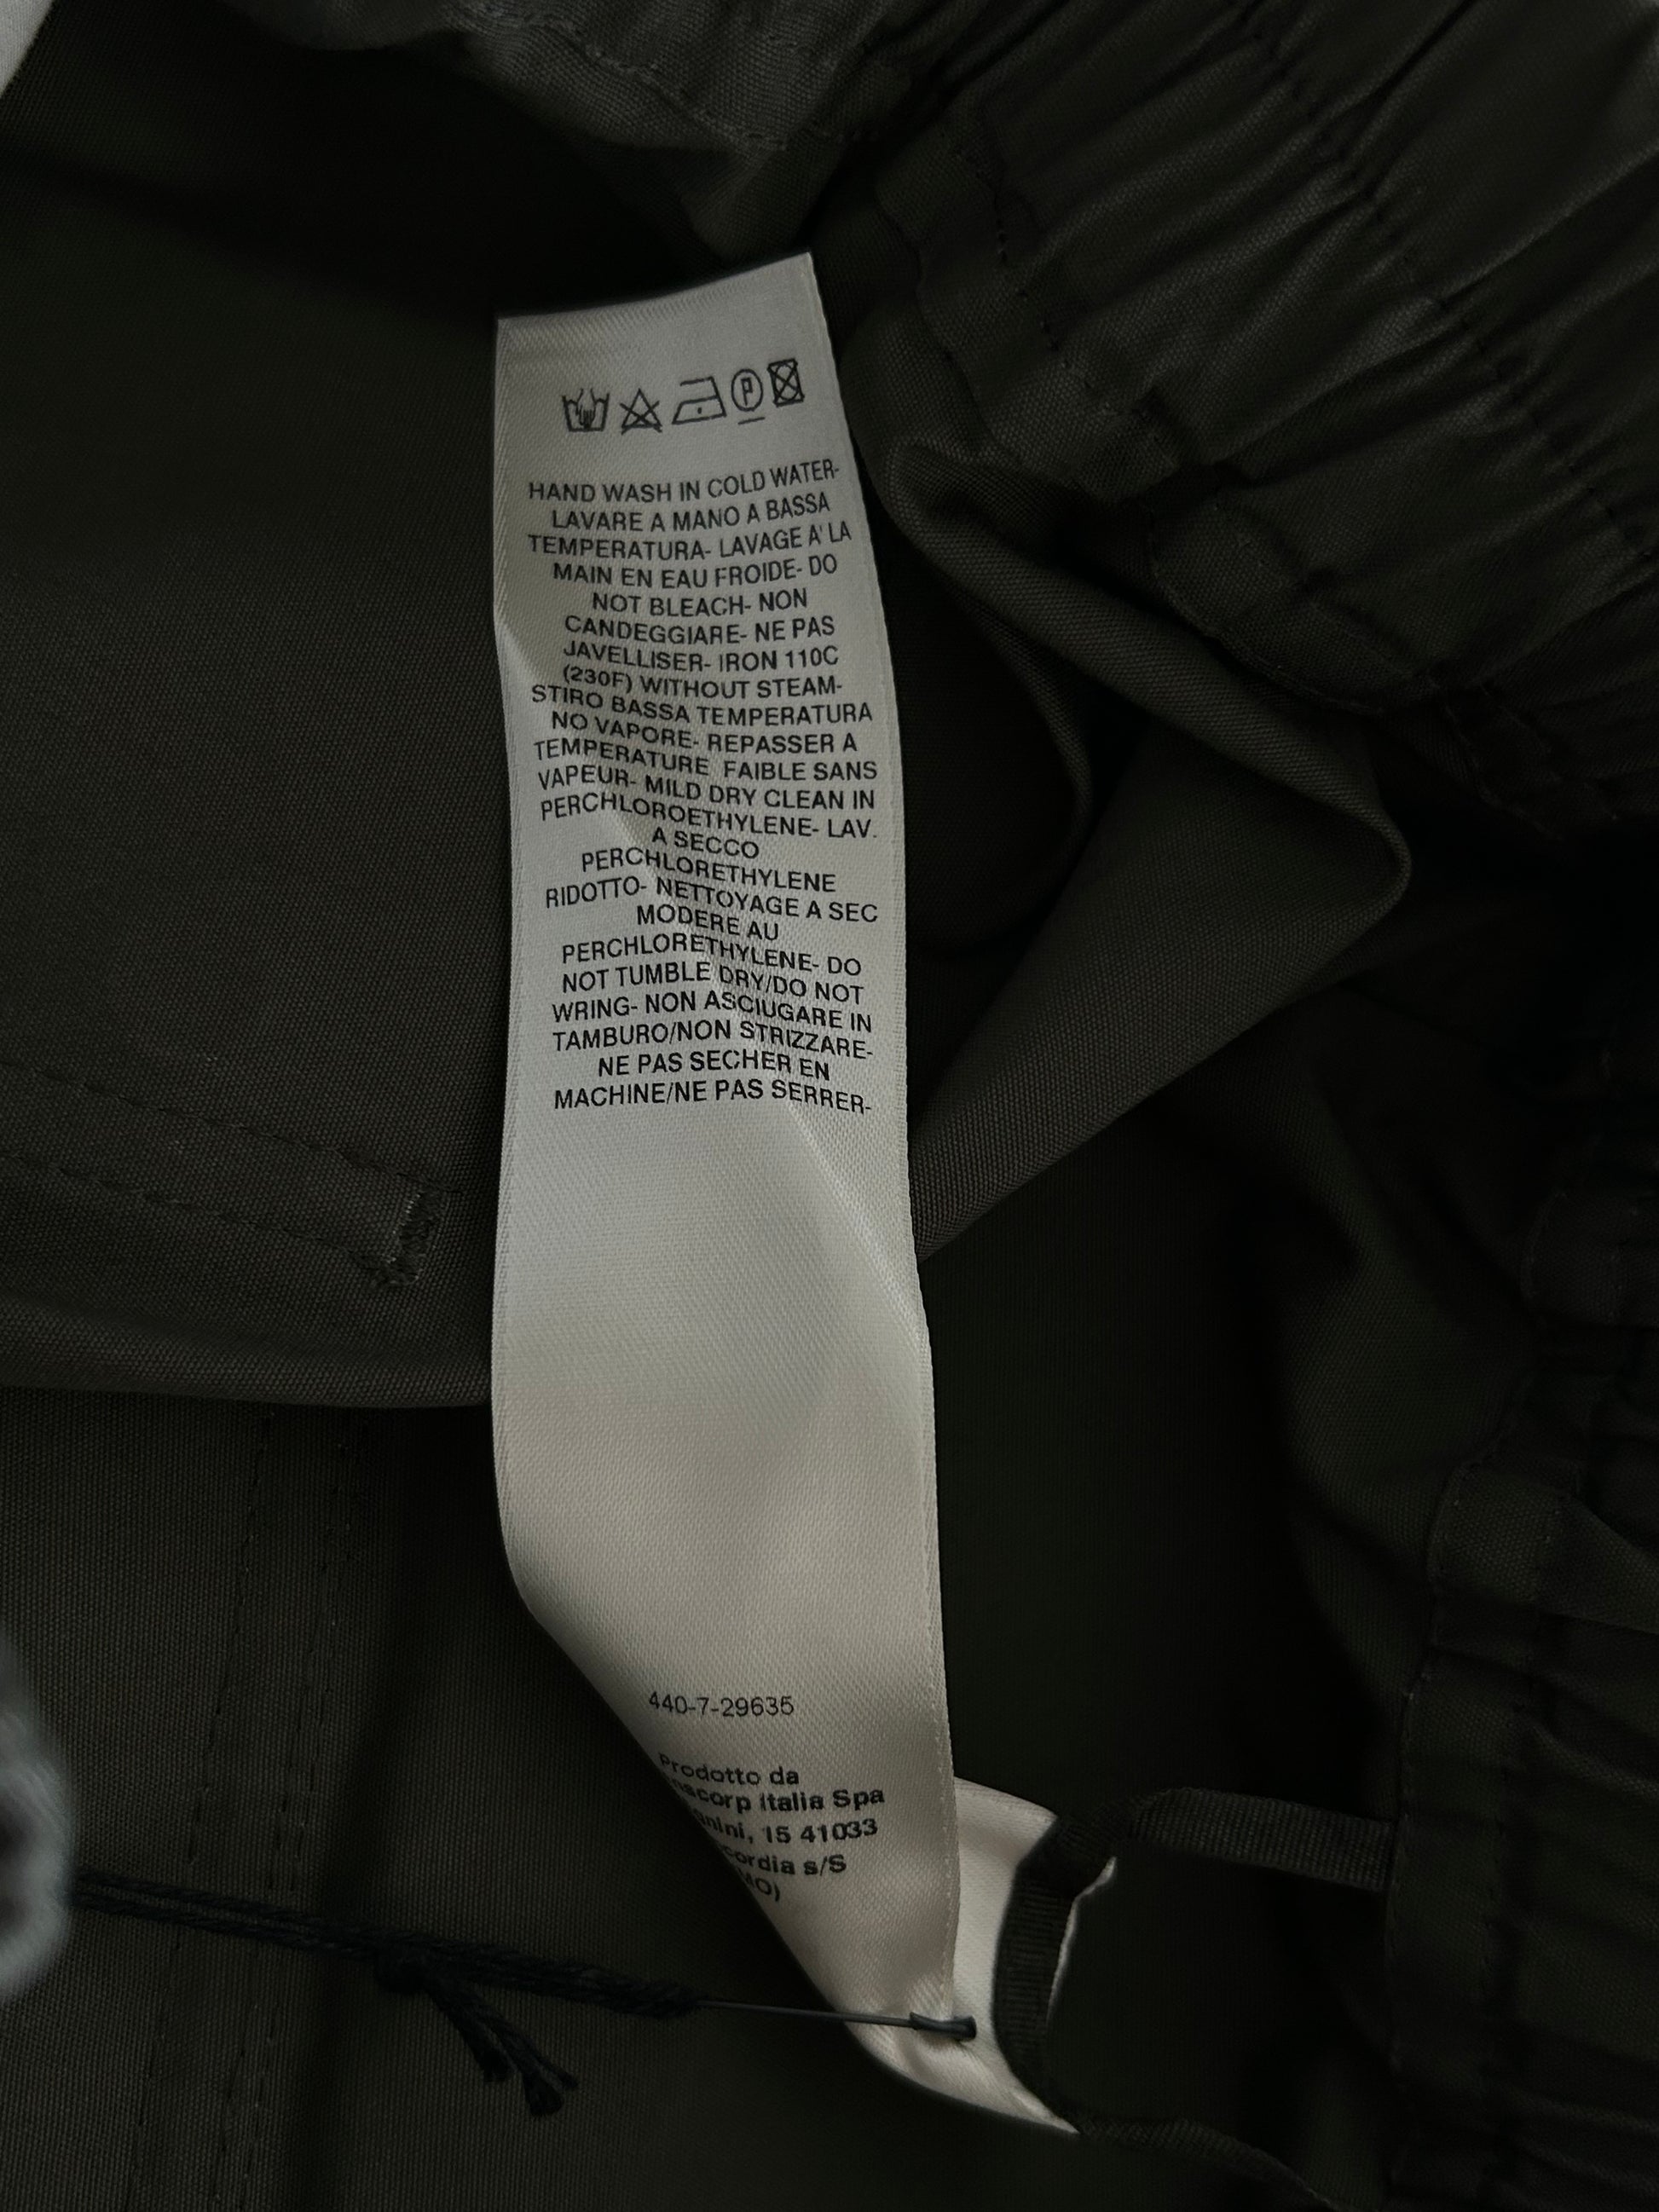 P
HAND WASH IN COLD WATER-
LAVARE A MANO A BASSA
TEMPERATURA- LAVAGE A' LA
MAIN EN EAU FROIDE- DO
NOT BLEACH- NON
CANDEGGIARE- NE PAS
JAVELLISER- IRON 110C
(230F) WITHOUT STEAM-
STIRO BASSA TEMPERATURA
NO VAPORE- REPASSER A
TEMPERATURE FAIBLE SANS
VAPEUR- MILD DRY CLEAN IN
PERCHLOROETHYLENE- LAV.
A SECCO
PERCHLORETHYLENE
RIDOTTO- NETTOYAGE A SEC
MODERE AU
PERCHLORETHYLENE- DO
NOT TUMBLE DRY/DO NOT
WRING- NON ASCIUGARE IN
TAMBURO/NON STRIZZARE-
NE PAS SECHER EN
MACHINE/NE PAS SERRER-
440-7-29635
Prodotto da
Italia Spa
15 41033
s/S